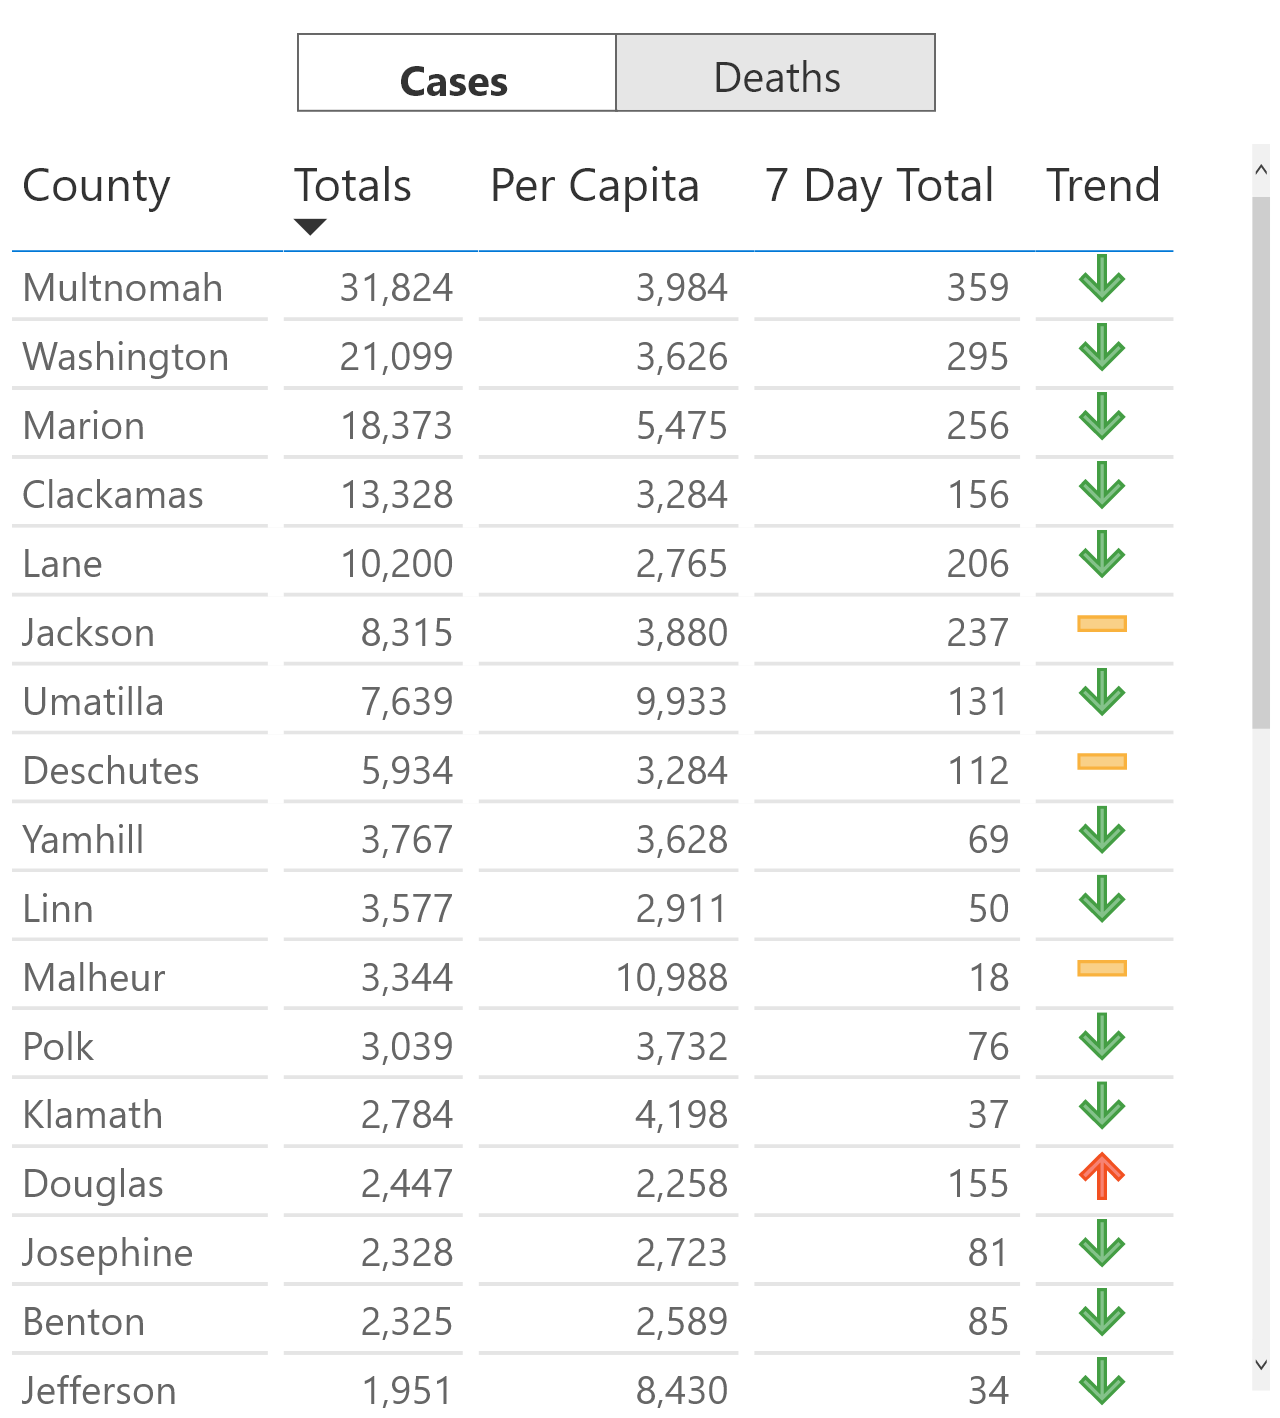 Cases Deaths
County Totals Per Capita 7 Day Total Trend
Multnomah 31,824 3,984 359
Washington 21,099 3,626 295
Marion 18,373 5,475 256
Clackamas 13,328 3,284 156
Lane 10,200 2,765 206
Jackson 8,315 3,880 237
Umatilla 7,639 9,933 131
Deschutes 5,934 3,284 112
Yamhill 3,767 3,628 69
Linn 3,577 2,911 50
Malheur 3,344 10,988 18
Polk 3,039 3,732 76
Klamath 2,784 4,198 37
Douglas 2,447 2,258 155
Josephine 2,328 2,723 81
Benton 2,325 2,589 85
Jefferson 1,951 8,430 34